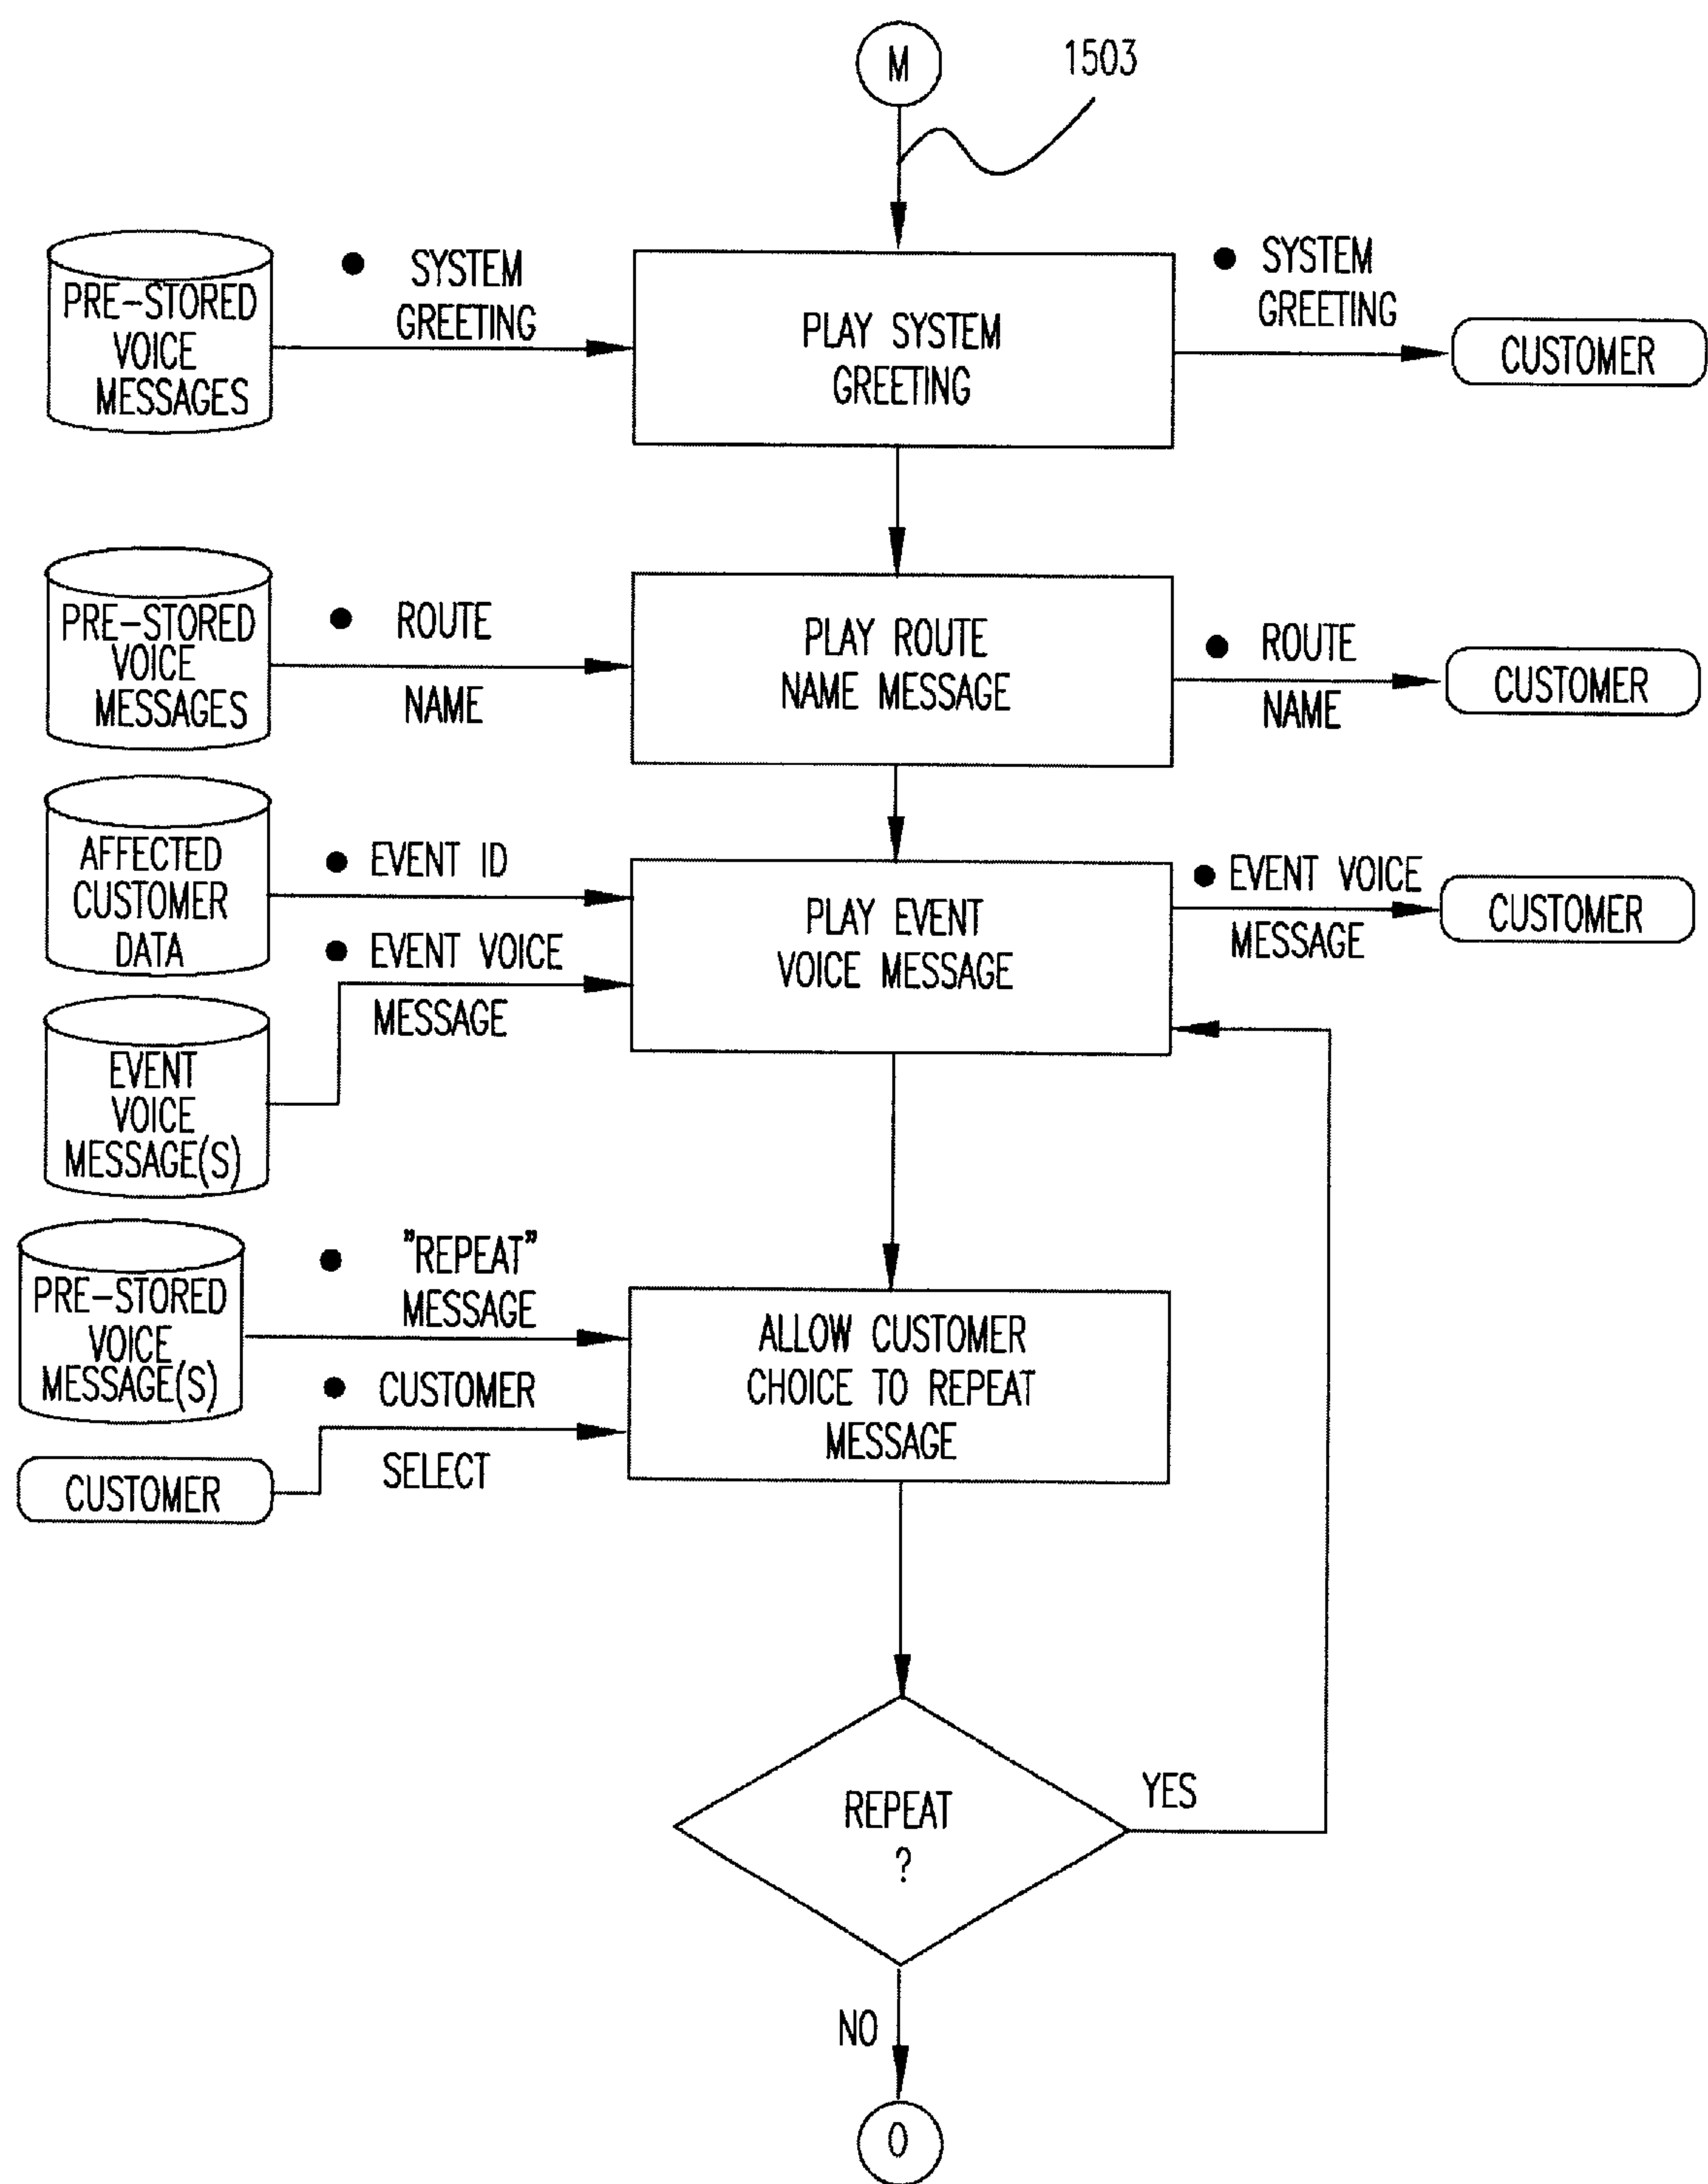 M
1503
PRE-STORED
VOICE
MESSAGES
● SYSTEM
GREETING
PLAY SYSTEM
GREETING
● SYSTEM
GREETING
CUSTOMER
PRE-STORED
VOICE
MESSAGES
● ROUTE
NAME
PLAY ROUTE
NAME MESSAGE
● ROUTE
NAME
CUSTOMER
AFFECTED
CUSTOMER
DATA
● EVENT ID
● EVENT VOICE
MESSAGE
PLAY EVENT
VOICE MESSAGE
● EVENT VOICE
MESSAGE
CUSTOMER
EVENT
VOICE
MESSAGE(S)
PRE-STORED
VOICE
MESSAGE(S)
● "REPEAT"
MESSAGE
● CUSTOMER
SELECT
ALLOW CUSTOMER
CHOICE TO REPEAT
MESSAGE
CUSTOMER
REPEAT
?
YES
NO
O